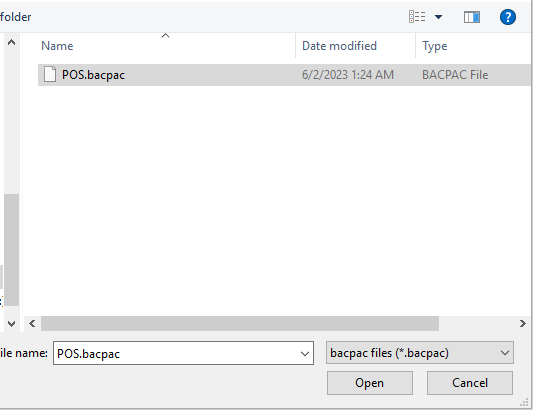 folder
Name Date modified Type
POS.bacpac 6/2/2023 1:24 AM BACPAC File
ile name: POS.bacpac bacpac files (*.bacpac)
Open Cancel